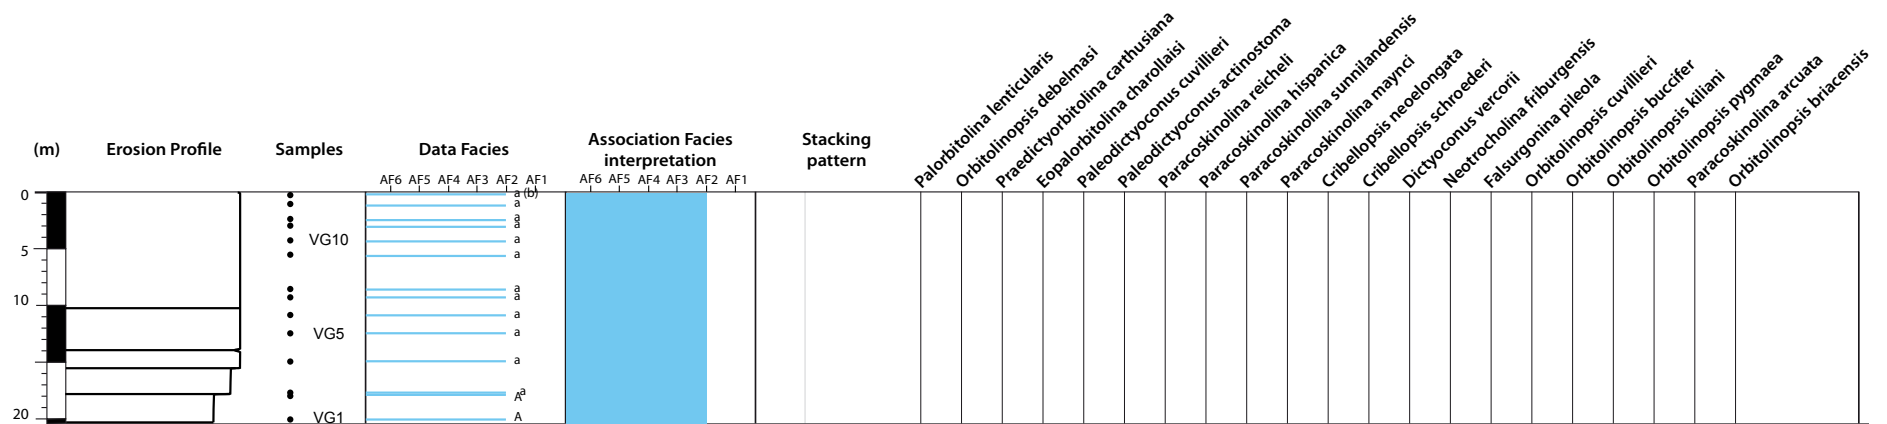 (m)
Erosion Profile
Samples
Data Facies
Association Facies
interpretation
Stacking
pattern
Palorbitolina lenticularis
Orbitolinopsis debelmasi
Praedictyorbitolina carthusiana
Eopalorbitolina charollaisi
Paleodictyoconus cuvillieri
Paleodictyoconus actinostoma
Paracoskinolina reicheli
Paracoskinolina hispanica
Paracoskinolina sunnilandensis
Paracoskinolina maynci
Cribellopsis neoelongata
Cribellopsis schroederi
Dictyoconus vercorii
Neotrocholina friburgensis
Falsurgonina pileola
Orbitolinopsis cuvillieri
Orbitolinopsis buccifer
Orbitolinopsis kiliani
Orbitolinopsis pygmaea
Paracoskinolina arcuata
Orbitolinopsis briacensis
AF6 AF5 AF4 AF3 AF2 AF1
AF6 AF5 AF4 AF3 AF2 AF1
0
a (b)
a
a
a
VG10
a
5
a
a
a
10
a
VG5
a
a
a
A
20
VG1
A